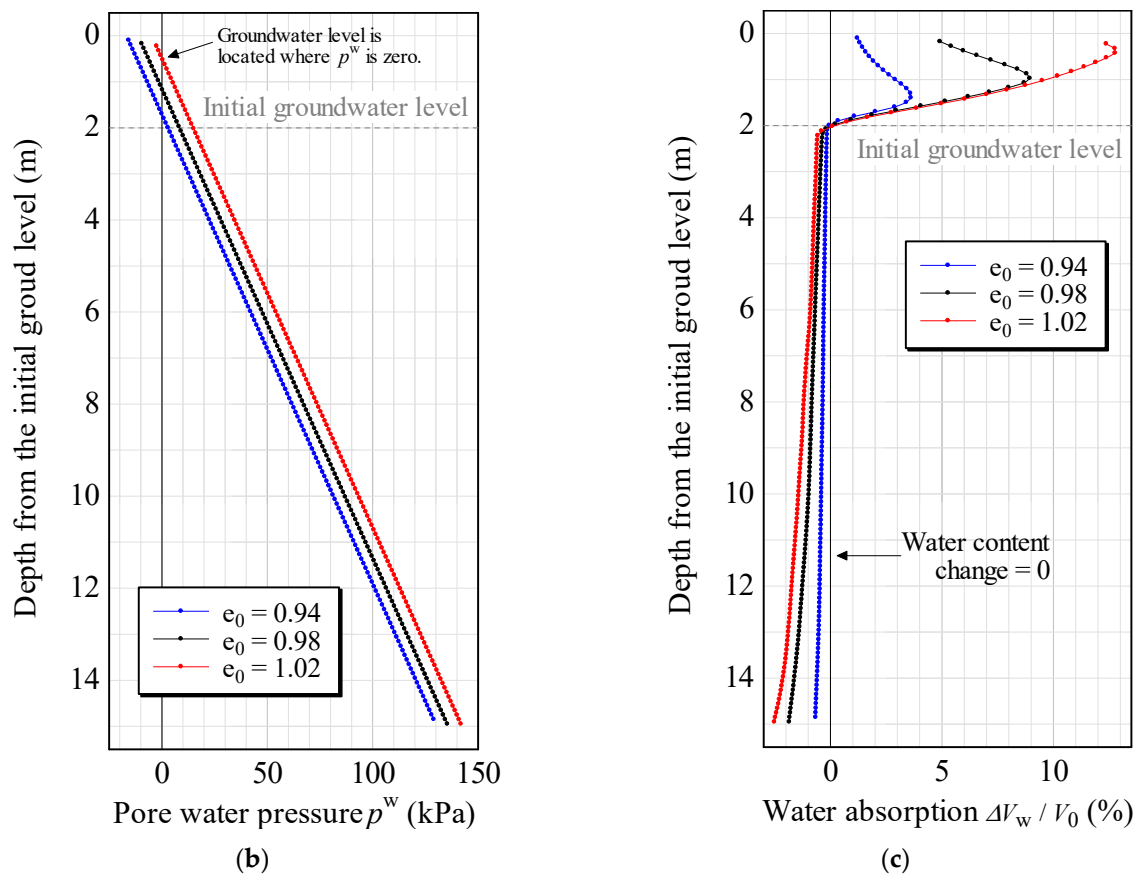 0
2
4
6
8
10
12
14
Depth from the initial groud level (m)
Groundwater level is
located where p^w is zero.
Initial groundwater level
e₀ = 0.94
e₀ = 0.98
e₀ = 1.02
0
50
100
150
Pore water pressure p^w (kPa)
(b)
0
2
4
6
8
10
12
14
Depth from the initial groud level (m)
Initial groundwater level
e₀ = 0.94
e₀ = 0.98
e₀ = 1.02
Water content
change = 0
0
5
10
Water absorption ΔV_w / V₀ (%)
(c)